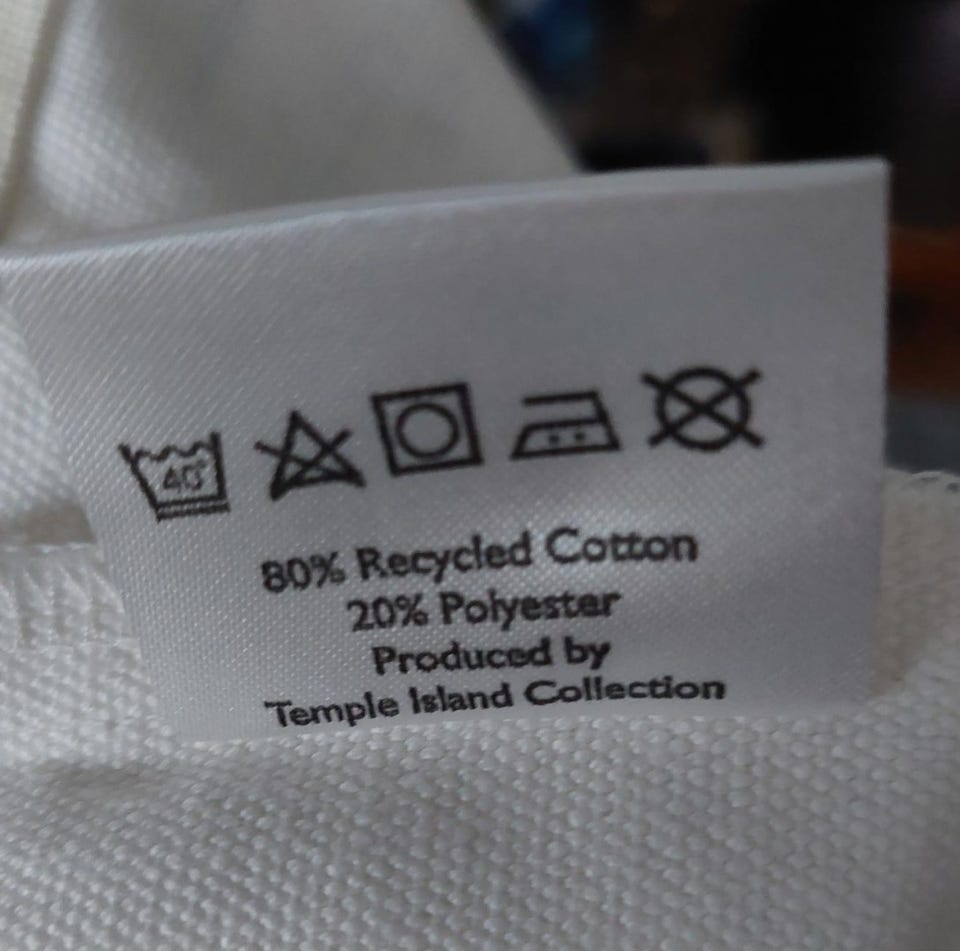 40°
80% Recycled Cotton
20% Polyester
Produced by
Temple Island Collection